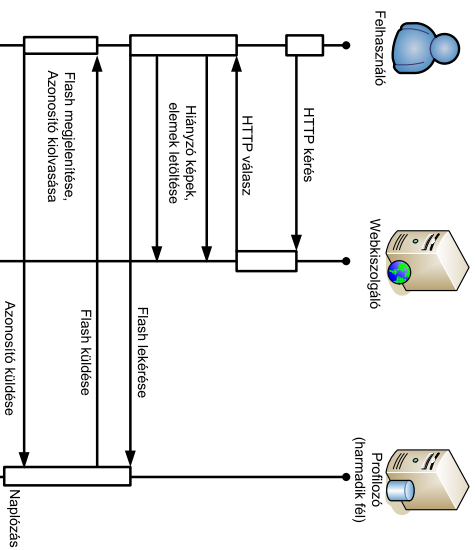 Felhasználó
Webkiszolgáló
Profilozó
(harmadik fél)
HTTP kérés
HTTP válasz
Hiányzó képek,
elemek letöltése
Flash lekérése
Flash küldése
Flash megjelenítése,
Azonosító kiolvasása
Azonosító küldése
Naplózás